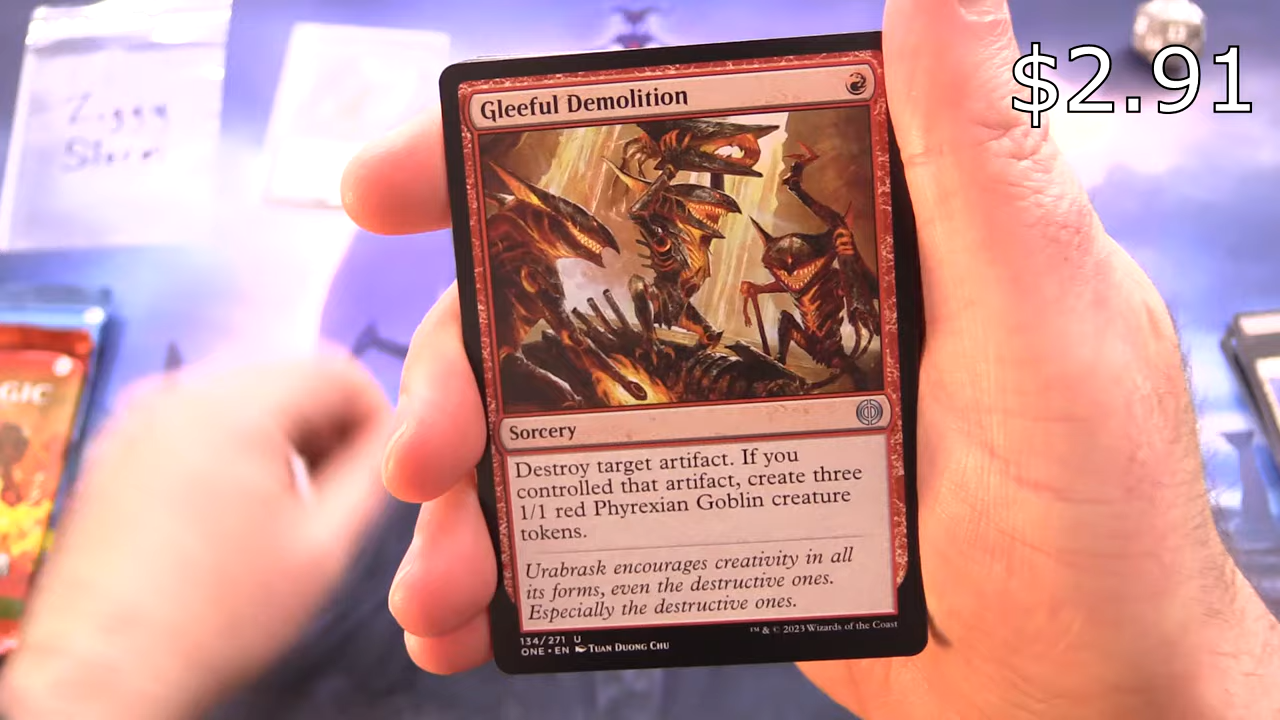 $2.91
Gleeful Demolition
Sorcery
Destroy target artifact. If you
controlled that artifact, create three
1/1 red Phyrexian Goblin creature
tokens.
Urabrask encourages creativity in all
its forms, even the destructive ones.
Especially the destructive ones.
134/271 U
ONE • EN Tuan Duong Chu
™ & © 2023 Wizards of the Coast
Ziggy
GIC